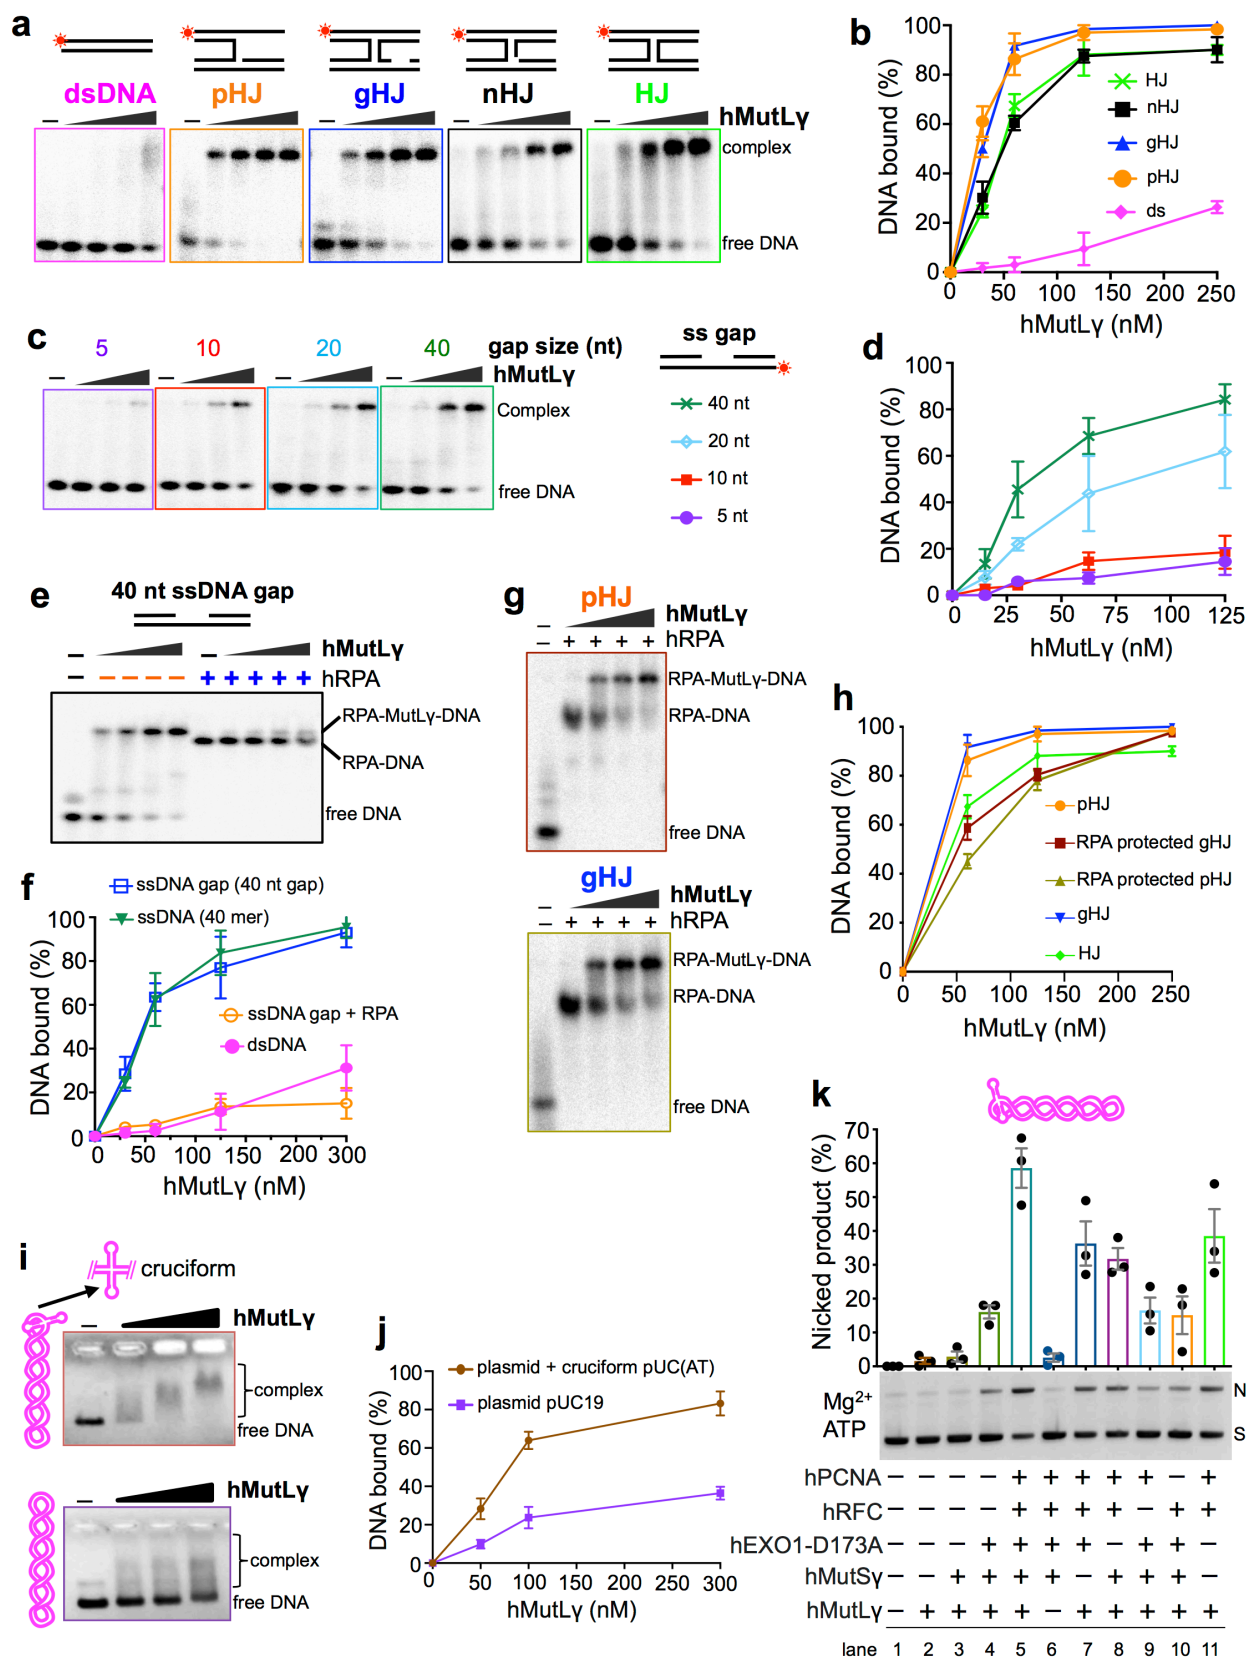 a
dsDNA
pHJ
gHJ
nHJ
HJ
hMutLγ
complex
free DNA
b
DNA bound (%)
100
80
60
40
20
0
HJ
nHJ
gHJ
pHJ
ds
0 50 100 150 200 250
hMutLγ (nM)
c
5 10 20 40 gap size (nt)
hMutLγ
Complex
free DNA
ss gap
40 nt
20 nt
10 nt
5 nt
d
DNA bound (%)
100
80
60
40
20
0
0 25 50 75 100 125
hMutLγ (nM)
e
40 nt ssDNA gap
hMutLγ
− − − − − + + + + + hRPA
RPA-MutLγ-DNA
RPA-DNA
free DNA
f
ssDNA gap (40 nt gap)
ssDNA (40 mer)
ssDNA gap + RPA
dsDNA
DNA bound (%)
100
80
60
40
20
0
0 50 100 150 200 250 300
hMutLγ (nM)
g
pHJ
hMutLγ
− + + + + hRPA
RPA-MutLγ-DNA
RPA-DNA
free DNA
gHJ
hMutLγ
− + + + + hRPA
RPA-MutLγ-DNA
RPA-DNA
free DNA
h
DNA bound (%)
100
80
60
40
20
0
pHJ
RPA protected gHJ
RPA protected pHJ
gHJ
HJ
0 50 100 150 200 250
hMutLγ (nM)
i
cruciform
hMutLγ
complex
free DNA
hMutLγ
complex
free DNA
j
DNA bound (%)
100
80
60
40
20
0
plasmid + cruciform pUC(AT)
plasmid pUC19
0 50 100 150 200 250 300
hMutLγ (nM)
k
Nicked product (%)
70
60
50
40
30
20
10
0
Mg2+
ATP
N
S
hPCNA − − − − + + + + + − +
hRFC − − − − + + + + − + +
hEXO1-D173A − − − + + + + − + + −
hMutSγ − − + + + + − + + + −
hMutLγ − + + + + − + + + + +
lane 1 2 3 4 5 6 7 8 9 10 11